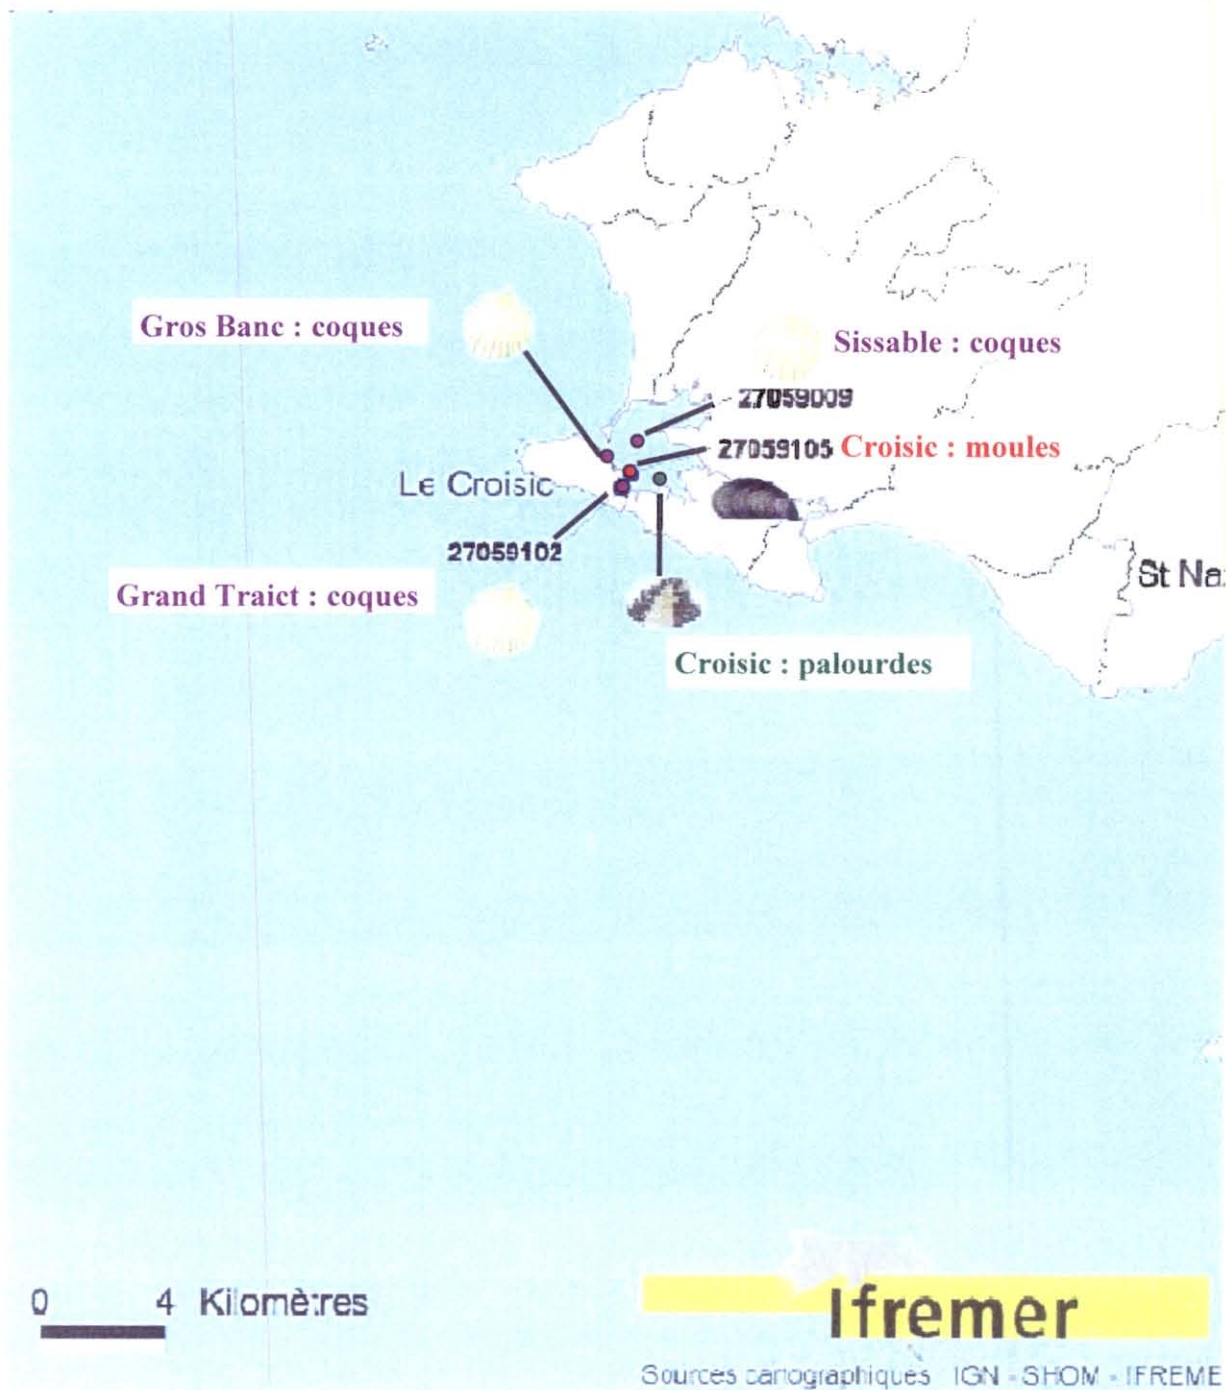 Gros Banc : coques
Sissable : coques
27059009
27059105 Croisic : moules
Le Croisic
27059102
St Na
Grand Traict : coques
Croisic : palourdes
0 4 Kilomètres
Ifremer
Sources cartographiques IGN - SHOM - IFREME